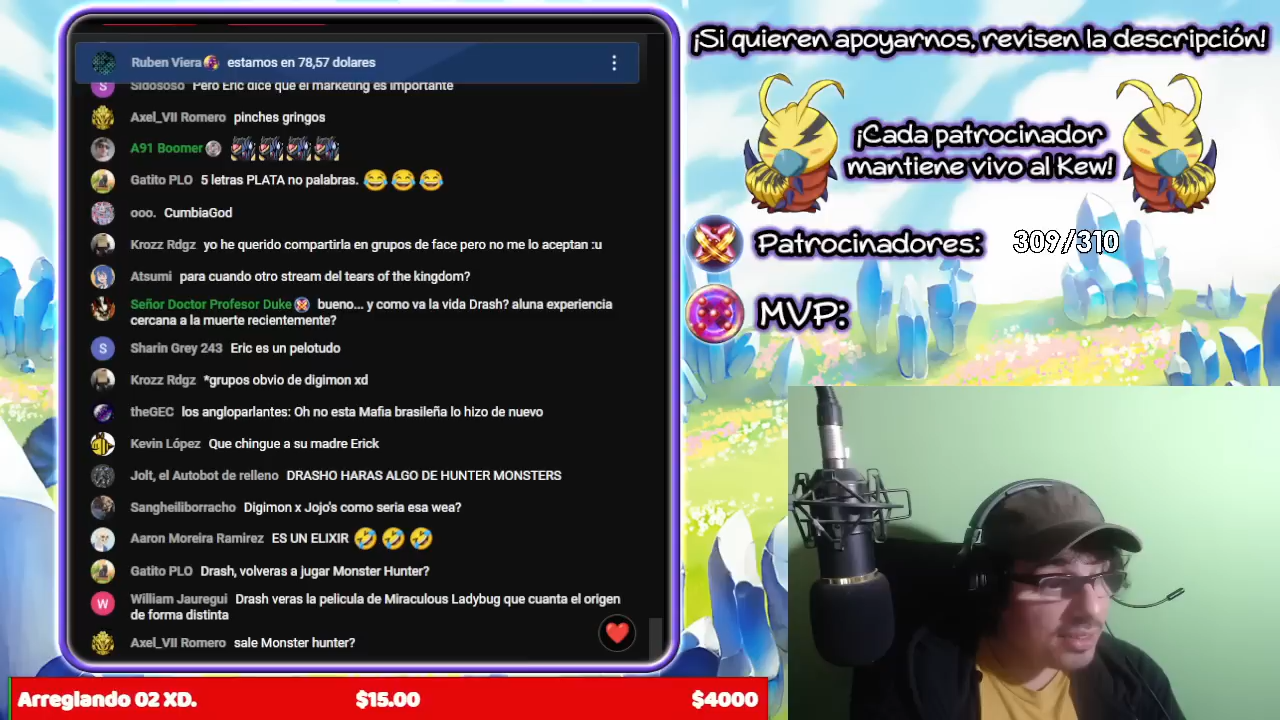 Ruben Viera estamos en 78,57 dolares
S Sidososo Pero Eric dice que el marketing es importante
Axel_VII Romero pinches gringos
A91 Boomer
Gatito PLO 5 letras PLATA no palabras. 😂😂😂
ooo. CumbiaGod
Krozz Rdgz yo he querido compartirla en grupos de face pero no me lo aceptan :u
Atsumi para cuando otro stream del tears of the kingdom?
Señor Doctor Profesor Duke bueno... y como va la vida Drash? aluna experiencia
cercana a la muerte recientemente?
S Sharin Grey 243 Eric es un pelotudo
Krozz Rdgz *grupos obvio de digimon xd
theGEC los angloparlantes: Oh no esta Mafia brasileña lo hizo de nuevo
Kevin López Que chingue a su madre Erick
Jolt, el Autobot de relleno DRASHO HARAS ALGO DE HUNTER MONSTERS
Sangheiliborracho Digimon x Jojo's como seria esa wea?
Aaron Moreira Ramirez ES UN ELIXIR 🤣🤣🤣
Gatito PLO Drash, volveras a jugar Monster Hunter?
W William Jauregui Drash veras la pelicula de Miraculous Ladybug que cuanta el origen
de forma distinta
Axel_VII Romero sale Monster hunter?
¡Si quieren apoyarnos, revisen la descripción!
¡Cada patrocinador
mantiene vivo al Kew!
Patrocinadores: 309/310
MVP:
Arreglando 02 XD. $15.00 $4000